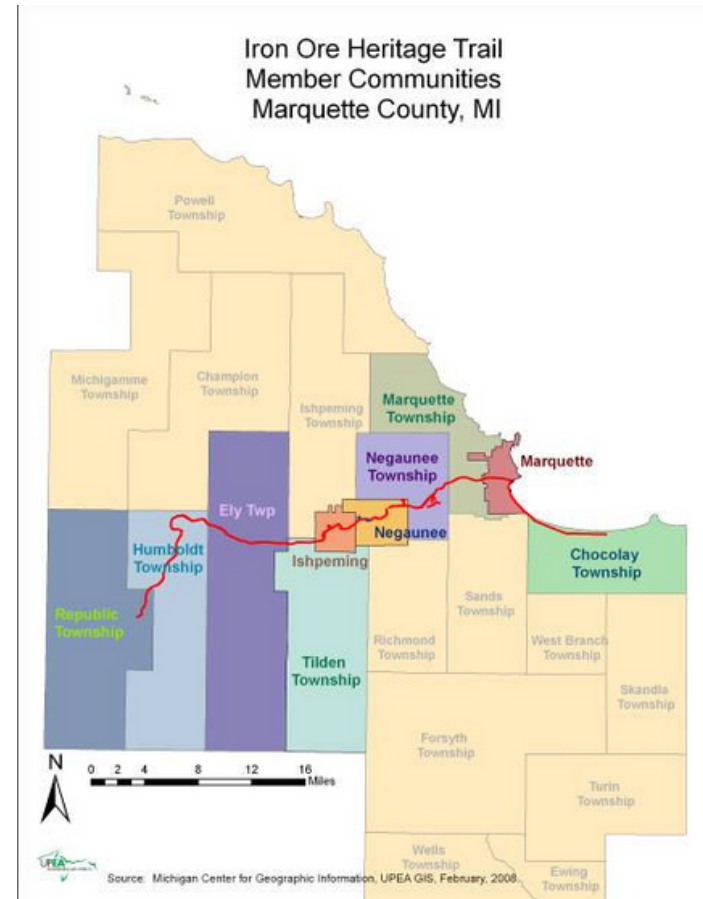 Iron Ore Heritage Trail
Member Communities
Marquette County, MI
Powell
Township
Michigamme
Township
Champion
Township
Ishpeming
Township
Marquette
Township
Negaunee
Township
Marquette
Ely Twp
Humboldt
Township
Ishpeming
Negaunee
Chocolay
Township
Republic
Township
Tilden
Township
Richmond
Township
Sands
Township
West Branch
Township
Skandia
Township
Forsyth
Township
Turin
Township
Wells
Township
Ewing
Township
N
0 2 4 8 12 16
Miles
UPEA
Source: Michigan Center for Geographic Information, UPEA GIS, February, 2008.